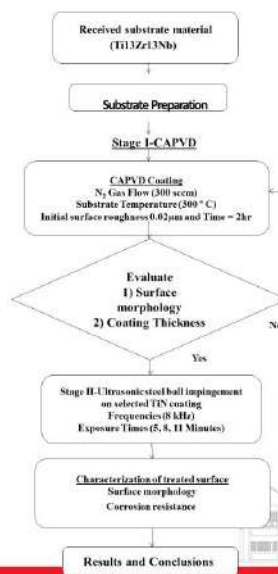 Received substrate material
(Ti13Zr13Nb)
Substrate Preparation
Stage I-CAPVD
CAPVD Coating
N₂ Gas Flow (300 sccm)
Substrate Temperature (300 ° C)
Initial surface roughness 0.02μm and Time = 2hr
Evaluate
1) Surface
morphology
2) Coating Thickness
No
Yes
Stage II-Ultrasonic steel ball impingement
on selected TiN coating
Frequencies (8 kHz)
Exposure Times (5, 8, 11 Minutes)
Characterization of treated surface
Surface morphology
Corrosion resistance
Results and Conclusions